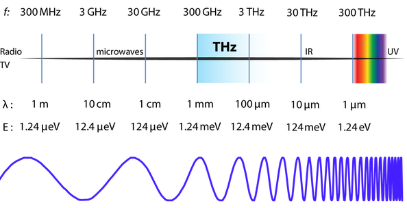 f: 300 MHz 3 GHz 30 GHz 300 GHz 3 THz 30 THz 300 THz
THz
Radio microwaves IR UV
TV
λ: 1 m 10 cm 1 cm 1 mm 100 µm 10 µm 1 µm
E: 1.24 µeV 12.4 µeV 124 µeV 1.24 meV 12.4 meV 124 meV 1.24 eV